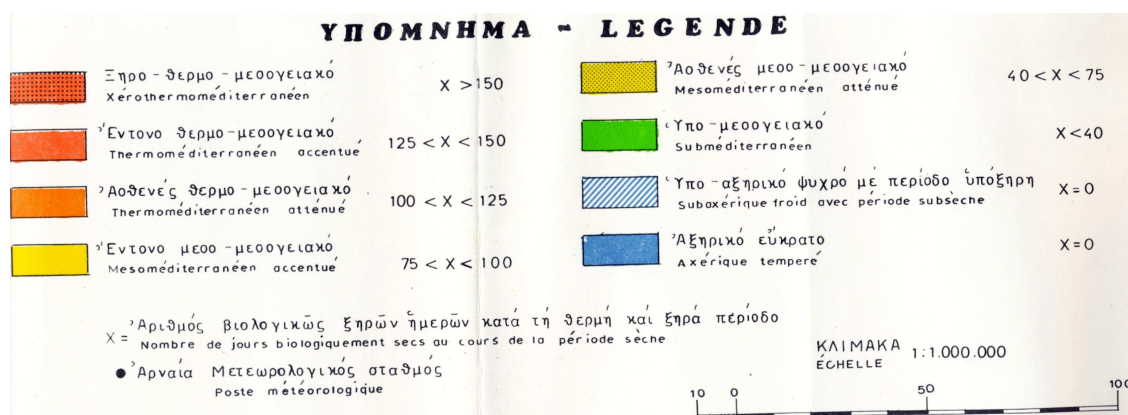 ΥΠΟΜΝΗΜΑ - LEGENDE
Ξηρο-θερμο-μεσογειακό
Xérothermoméditerranéen
X > 150
Ἔντονο θερμο-μεσογειακό
Thermoméditerranéen accentué
125 < X < 150
Ἀσθενές θερμο-μεσογειακό
Thermoméditerranéen atténué
100 < X < 125
Ἔντονο μεσο-μεσογειακό
Mesoméditerranéen accentué
75 < X < 100
Ἀσθενές μεσο-μεσογειακό
Mesoméditerranéen atténué
40 < X < 75
Ὑπο-μεσογειακό
Subméditerranéen
X < 40
Ὑπο-αξηρικό ψυχρό μέ περίοδο ὑπόξηρη
Subaxérique froid avec période subsèche
X = 0
Ἀξηρικό εὔκρατο
Axérique temperé
X = 0
X = Ἀριθμός βιολογικῶς ξηρῶν ἡμερῶν κατά τή θερμή καί ξηρά περίοδο
Nombre de jours biologiquement secs au cours de la période sèche
● Ἀρναία Μετεωρολογικός σταθμός
Poste météorologique
ΚΛΙΜΑΚΑ
ÉCHELLE
1:1.000.000
10 0 50 100